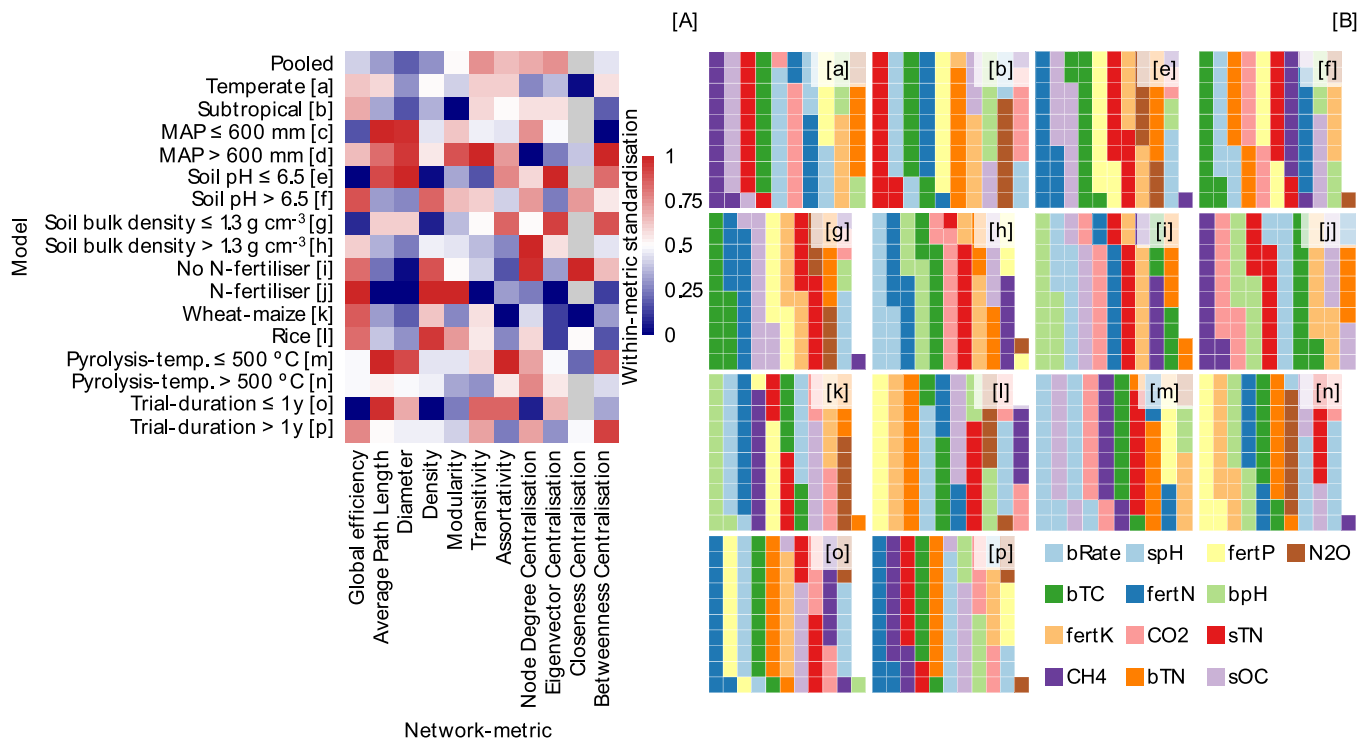 [A]
[B]
Model
Pooled
Temperate [a]
Subtropical [b]
MAP ≤ 600 mm [c]
MAP > 600 mm [d]
Soil pH ≤ 6.5 [e]
Soil pH > 6.5 [f]
Soil bulk density ≤ 1.3 g cm-³ [g]
Soil bulk density > 1.3 g cm-³ [h]
No N-fertiliser [i]
N-fertiliser [j]
Wheat-maize [k]
Rice [l]
Pyrolysis-temp. ≤ 500 ºC [m]
Pyrolysis-temp. > 500 ºC [n]
Trial-duration ≤ 1y [o]
Trial-duration > 1y [p]
Global efficiency
Average Path Length
Diameter
Density
Modularity
Transitivity
Assortativity
Node Degree Centralisation
Eigenvector Centralisation
Closeness Centralisation
Betweenness Centralisation
Network-metric
Within-metric standardisation
1
0.75
0.5
.25
0
[a]
[b]
[e]
[f]
[g]
[h]
[i]
[j]
[k]
[l]
[m]
[n]
[o]
[p]
bRate spH fertP N2O
bTC fertN bpH
fertK CO2 sTN
CH4 bTN sOC